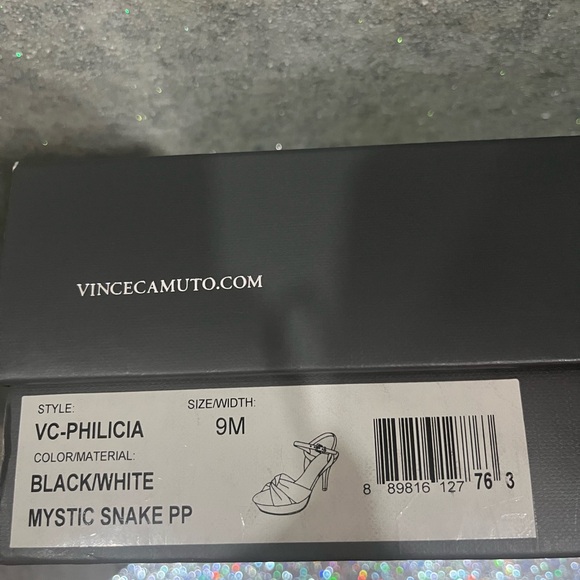 VINCECAMUTO.COM
STYLE: SIZE/WIDTH:
VC-PHILICIA 9M
COLOR/MATERIAL:
BLACK/WHITE
MYSTIC SNAKE PP
8 89816 127 76 3